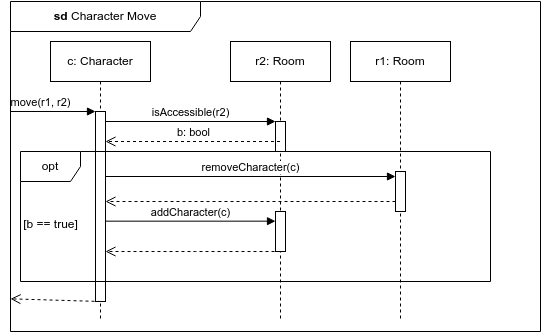 sd Character Move
c: Character
r2: Room
r1: Room
move(r1, r2)
isAccessible(r2)
b: bool
opt
removeCharacter(c)
addCharacter(c)
[b == true]